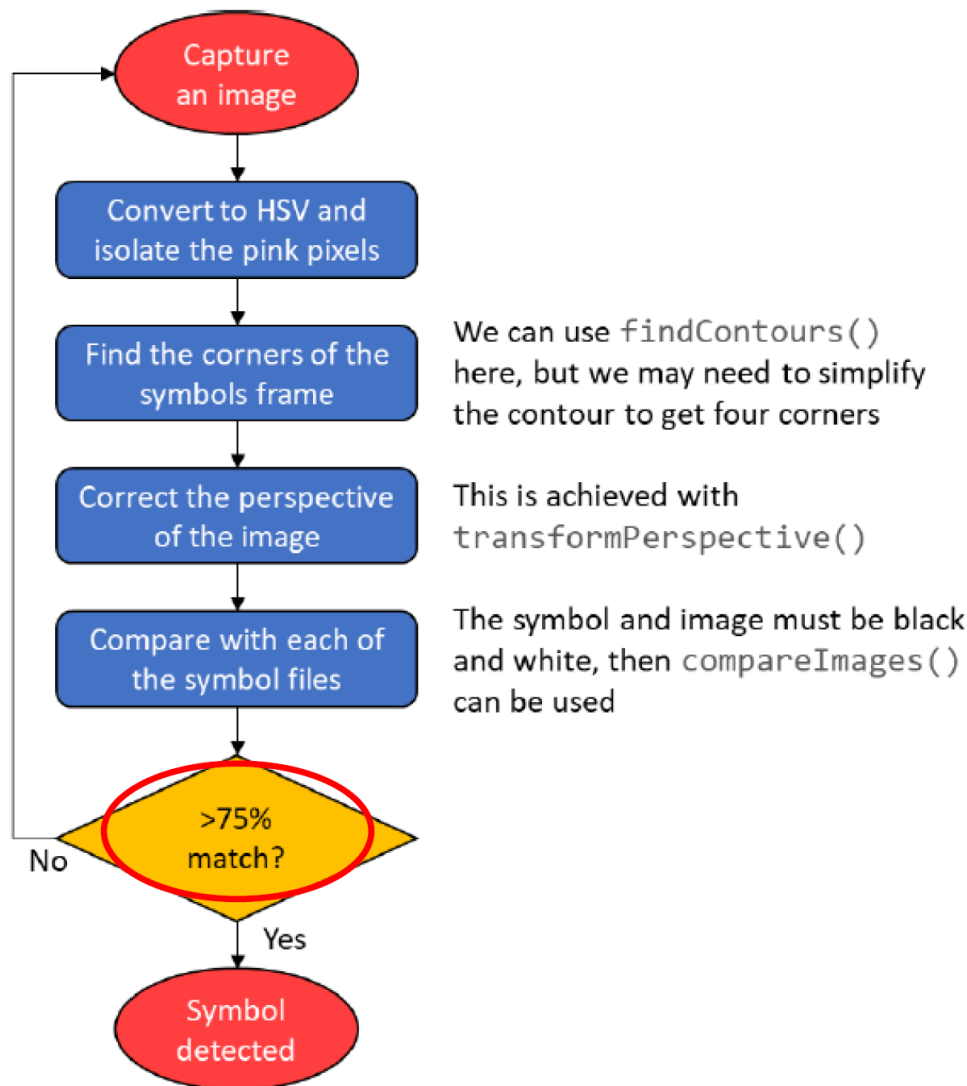 Capture
an image
Convert to HSV and
isolate the pink pixels
Find the corners of the
symbols frame
We can use findContours()
here, but we may need to simplify
the contour to get four corners
Correct the perspective
of the image
This is achieved with
transformPerspective()
Compare with each of
the symbol files
The symbol and image must be black
and white, then compareImages()
can be used
>75%
match?
No
Yes
Symbol
detected